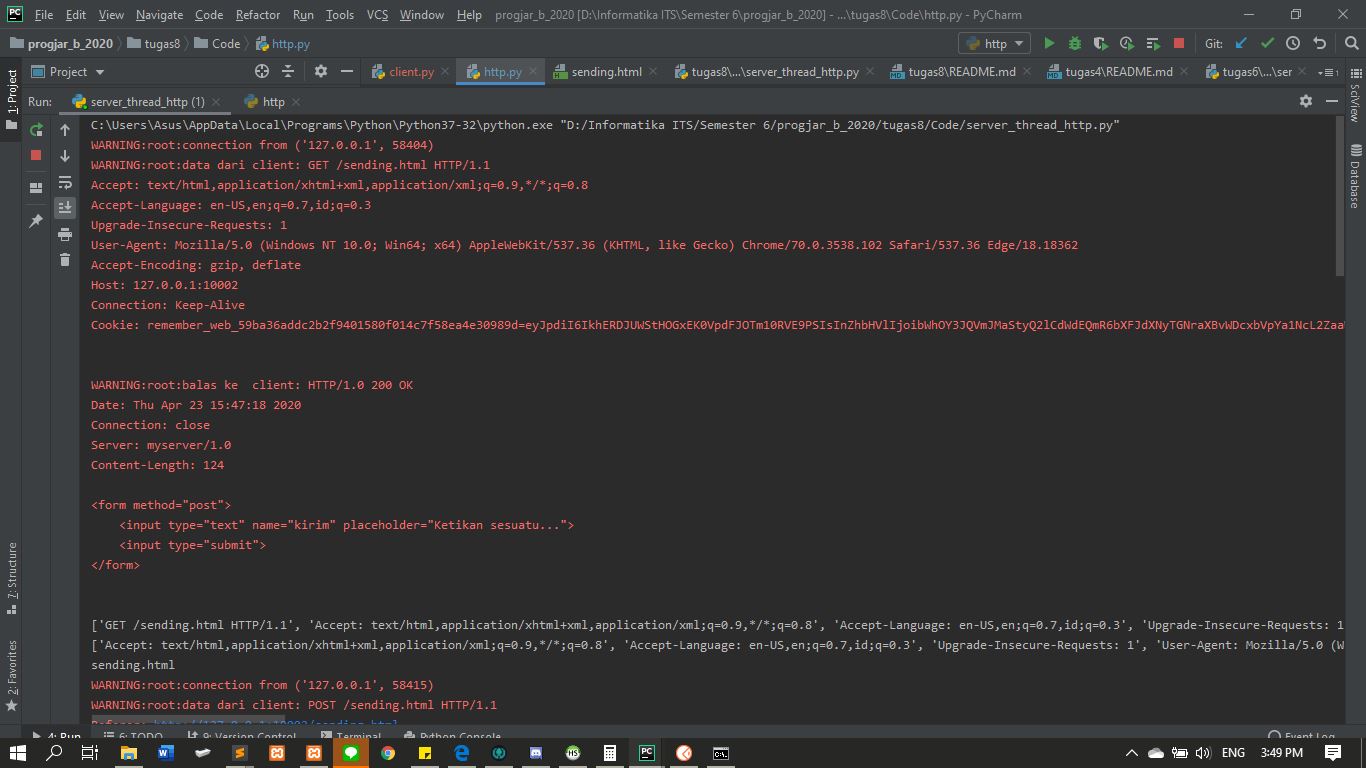 File Edit View Navigate Code Refactor Run Tools VCS Window Help progjar_b_2020 [D:\Informatika ITS\Semester 6\progjar_b_2020] - ...\tugas8\Code\http.py - PyCharm
progjar_b_2020 tugas8 Code http.py http Git:
Project client.py http.py sending.html tugas8\...\server_thread_http.py tugas8\README.md tugas4\README.md tugas6\...\ser
Run: server_thread_http (1) http
C:\Users\Asus\AppData\Local\Programs\Python\Python37-32\python.exe "D:/Informatika ITS/Semester 6/progjar_b_2020/tugas8/Code/server_thread_http.py"
WARNING:root:connection from ('127.0.0.1', 58404)
WARNING:root:data dari client: GET /sending.html HTTP/1.1
Accept: text/html,application/xhtml+xml,application/xml;q=0.9,*/*;q=0.8
Accept-Language: en-US,en;q=0.7,id;q=0.3
Upgrade-Insecure-Requests: 1
User-Agent: Mozilla/5.0 (Windows NT 10.0; Win64; x64) AppleWebKit/537.36 (KHTML, like Gecko) Chrome/70.0.3538.102 Safari/537.36 Edge/18.18362
Accept-Encoding: gzip, deflate
Host: 127.0.0.1:10002
Connection: Keep-Alive
Cookie:
WARNING:root:balas ke  client: HTTP/1.0 200 OK
Date: Thu Apr 23 15:47:18 2020
Connection: close
Server: myserver/1.0
Content-Length: 124
<form method="post">
<input type="text" name="kirim" placeholder="Ketikan sesuatu...">
<input type="submit">
</form>
['GET /sending.html HTTP/1.1', 'Accept: text/html,application/xhtml+xml,application/xml;q=0.9,*/*;q=0.8', 'Accept-Language: en-US,en;q=0.7,id;q=0.3', 'Upgrade-Insecure-Requests: 1
['Accept: text/html,application/xhtml+xml,application/xml;q=0.9,*/*;q=0.8', 'Accept-Language: en-US,en;q=0.7,id;q=0.3', 'Upgrade-Insecure-Requests: 1', 'User-Agent: Mozilla/5.0 (W
sending.html
WARNING:root:connection from ('127.0.0.1', 58415)
WARNING:root:data dari client: POST /sending.html HTTP/1.1
Referer: http://127.0.0.1:10002/sending.html
4: Run 6: TODO 9: Version Control Terminal Python Console Event Log
1: Project
7: Structure
2: Favorites
SciView
Database
ENG 3:49 PM